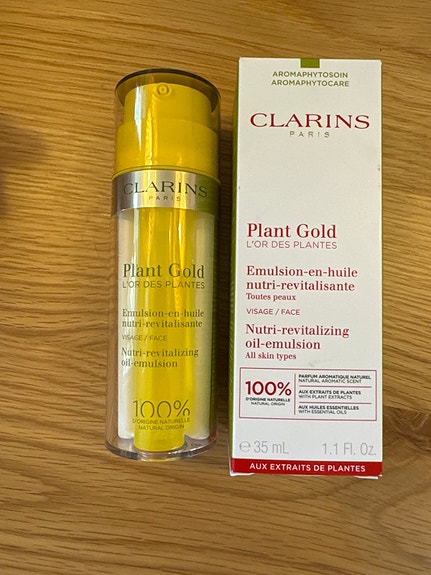 CLARINS
PARIS
Plant Gold
L'OR DES PLANTES
Emulsion-en-huile
nutri-revitalisante
VISAGE / FACE
Nutri-revitalizing
oil-emulsion
100%
D'ORIGINE NATURELLE
NATURAL ORIGIN
AROMAPHYTOSOIN
AROMAPHYTOCARE
CLARINS
PARIS
Plant Gold
L'OR DES PLANTES
Emulsion-en-huile
nutri-revitalisante
Toutes peaux
VISAGE / FACE
Nutri-revitalizing
oil-emulsion
All skin types
100%
D'ORIGINE NATURELLE
NATURAL ORIGIN
PARFUM AROMATIQUE NATUREL
NATURAL AROMATIC SCENT
AUX EXTRAITS DE PLANTES
WITH PLANT EXTRACTS
AUX HUILES ESSENTIELLES
WITH ESSENTIAL OILS
℮ 35 mL 1.1 Fl. Oz.
AUX EXTRAITS DE PLANTES